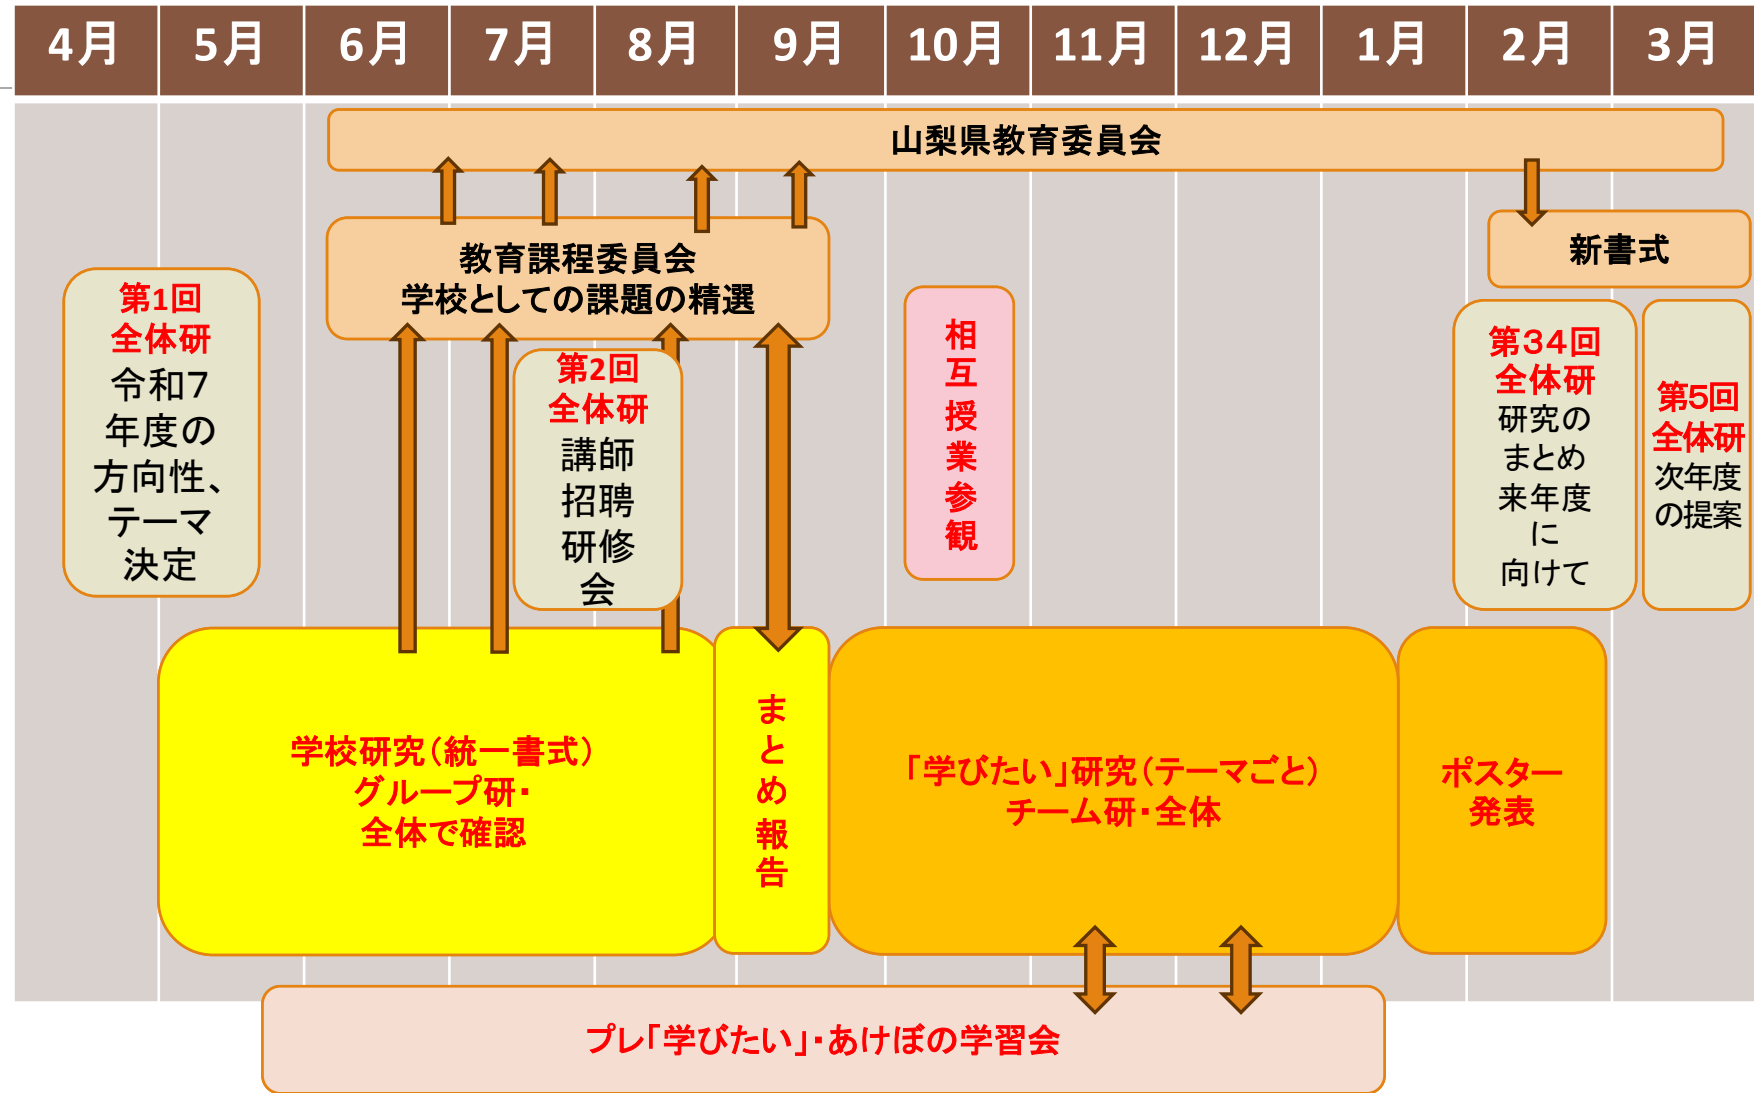 4月 5月 6月 7月 8月 9月 10月 11月 12月 1月 2月 3月
山梨県教育委員会
教育課程委員会
学校としての課題の精選
新書式
第1回
全体研
令和7
年度の
方向性、
テーマ
決定
第2回
全体研
講師
招聘
研修
会
相
互
授
業
参
観
第34回
全体研
研究の
まとめ
来年度
に
向けて
第5回
全体研
次年度
の提案
学校研究(統一書式)
グループ研・
全体で確認
ま
と
め
報
告
「学びたい」研究(テーマごと)
チーム研・全体
ポスター
発表
プレ「学びたい」・あけぼの学習会